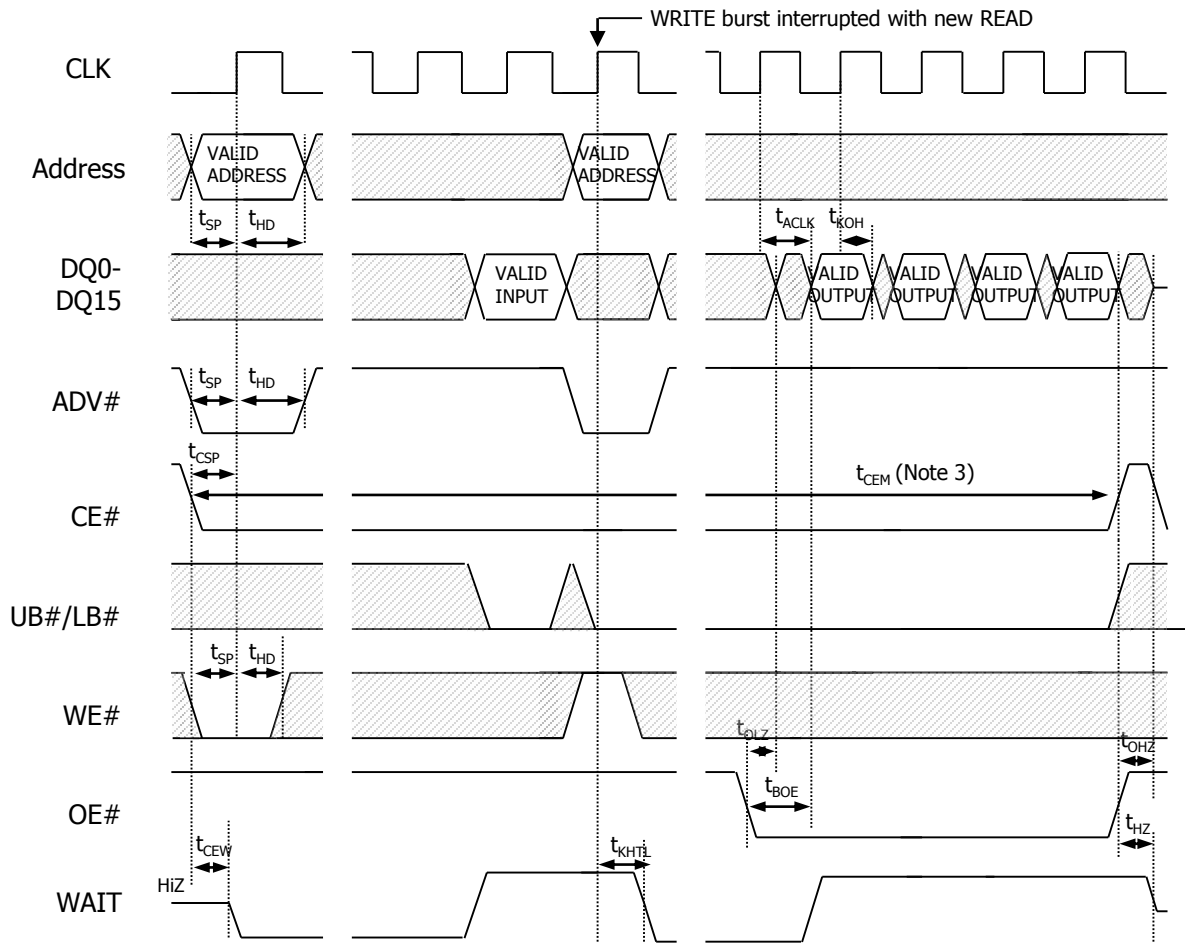 WRITE burst interrupted with new READ
CLK
Address
VALID
ADDRESS
VALID
ADDRESS
tSP
tHD
tACLK
tKOH
DQ0-
DQ15
VALID
INPUT
VALID
OUTPUT
VALID
OUTPUT
VALID
OUTPUT
VALID
OUTPUT
ADV#
tSP
tHD
tCSP
CE#
tCEM (Note 3)
UB#/LB#
tSP
tHD
WE#
tOLZ
tOHZ
OE#
tBOE
tHZ
tCEW
tKHTL
HiZ
WAIT